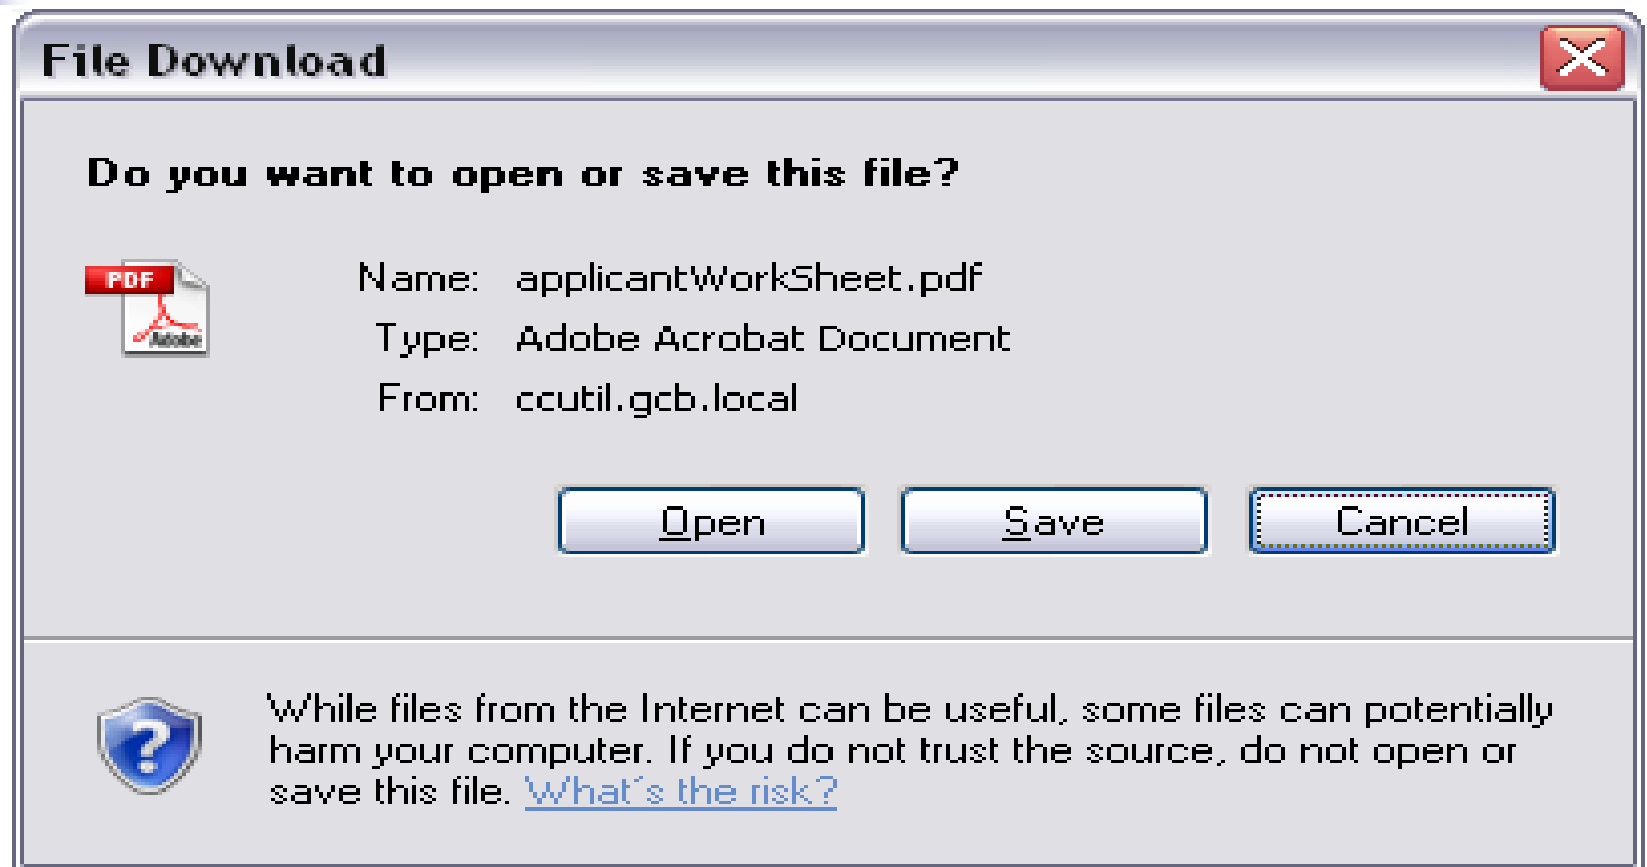 File Download
Do you want to open or save this file?
PDF
Adobe
Name: applicantWorkSheet.pdf
Type: Adobe Acrobat Document
From: ccutil.gcb.local
Open Save Cancel
While files from the Internet can be useful, some files can potentially
harm your computer. If you do not trust the source, do not open or
save this file. What's the risk?